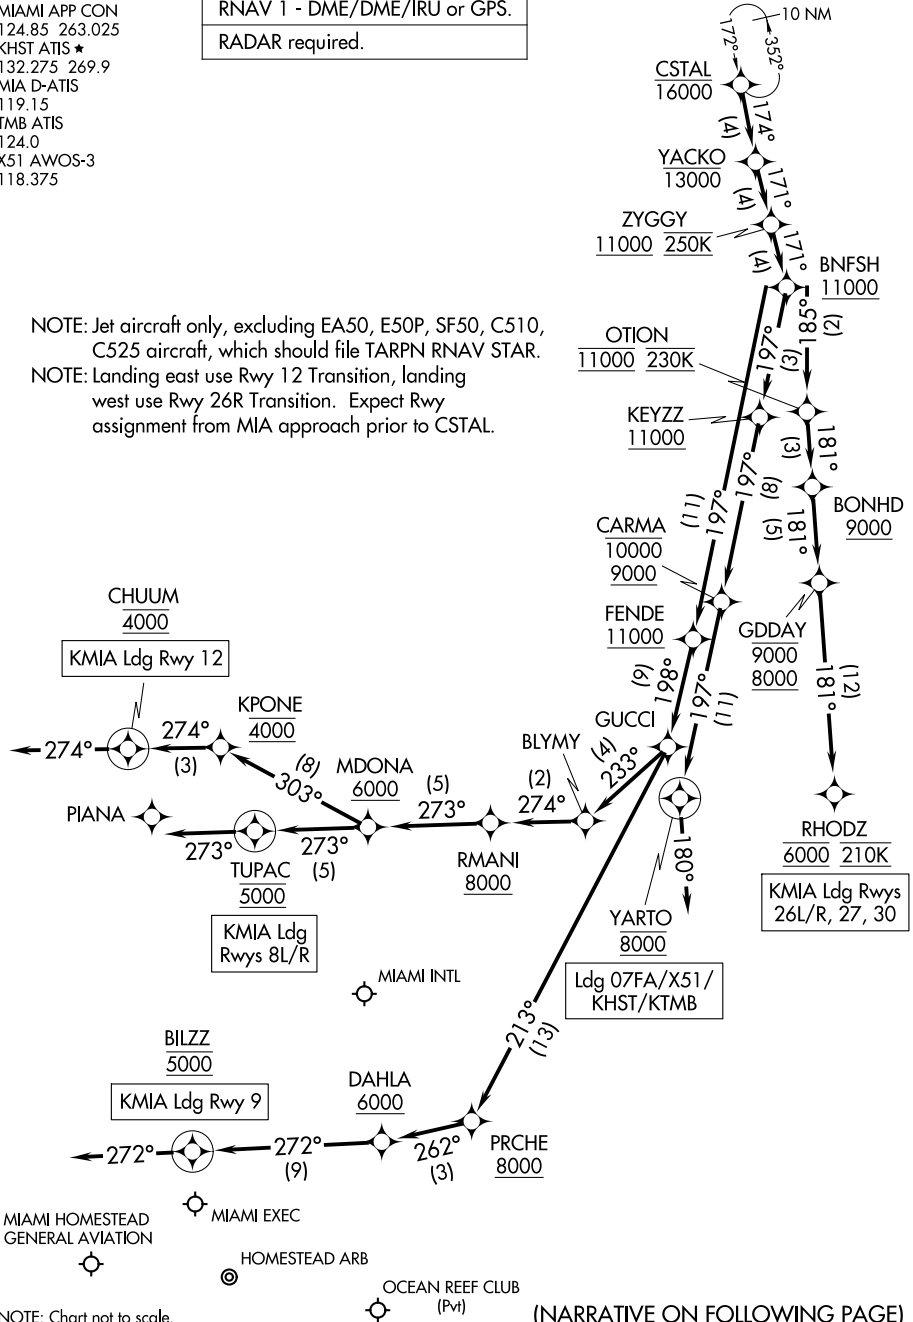 MIAMI APP CON
124.85 263.025
KHST ATIS ★
132.275 269.9
MIA D-ATIS
119.15
TMB ATIS
124.0
X51 AWOS-3
118.375
RNAV 1 - DME/DME/IRU or GPS.
RADAR required.
10 NM
172°
352°
CSTAL
16000
174°
(4)
YACKO
13000
171°
(4)
ZYGGY
11000 250K
171°
(4)
BNFSH
11000
NOTE: Jet aircraft only, excluding EA50, E50P, SF50, C510,
C525 aircraft, which should file TARPN RNAV STAR.
NOTE: Landing east use Rwy 12 Transition, landing
west use Rwy 26R Transition. Expect Rwy
assignment from MIA approach prior to CSTAL.
OTION
11000 230K
185°
(2)
197°
(3)
KEYZZ
11000
181°
(3)
BONHD
9000
197°
(11)
197°
(8)
181°
(5)
CARMA
10000
9000
FENDE
11000
GDDAY
9000
8000
198°
(9)
197°
(11)
181°
(12)
CHUUM
4000
KMIA Ldg Rwy 12
KPONE
4000
274°
274°
(3)
303°
(8)
MDONA
6000
GUCCI
BLYMY
233°
(4)
274°
(2)
273°
(5)
RMANI
8000
PIANA
273°
TUPAC
5000
273°
(5)
KMIA Ldg
Rwys 8L/R
180°
YARTO
8000
Ldg 07FA/X51/
KHST/KTMB
RHODZ
6000 210K
KMIA Ldg Rwys
26L/R, 27, 30
MIAMI INTL
213°
(13)
BILZZ
5000
KMIA Ldg Rwy 9
DAHLA
6000
272°
272°
(9)
262°
(3)
PRCHE
8000
MIAMI EXEC
MIAMI HOMESTEAD
GENERAL AVIATION
HOMESTEAD ARB
OCEAN REEF CLUB
(Pvt)
NOTE: Chart not to scale.
(NARRATIVE ON FOLLOWING PAGE)